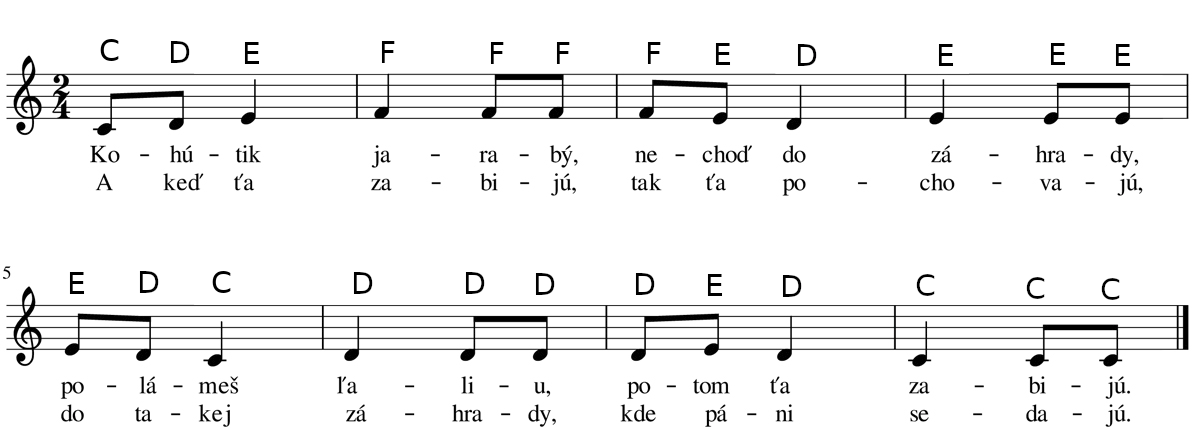 C D E F F F F E D E E E
2
4
Ko - hú - tik ja - ra - bý, ne - choď do zá - hra - dy,
A keď ťa za - bi - jú, tak ťa po - cho - va - jú,
5
E D C D D D D E D C C C
po - lá - meš ľa - li - u, po - tom ťa za - bi - jú.
do ta - kej zá - hra - dy, kde pá - ni se - da - jú.